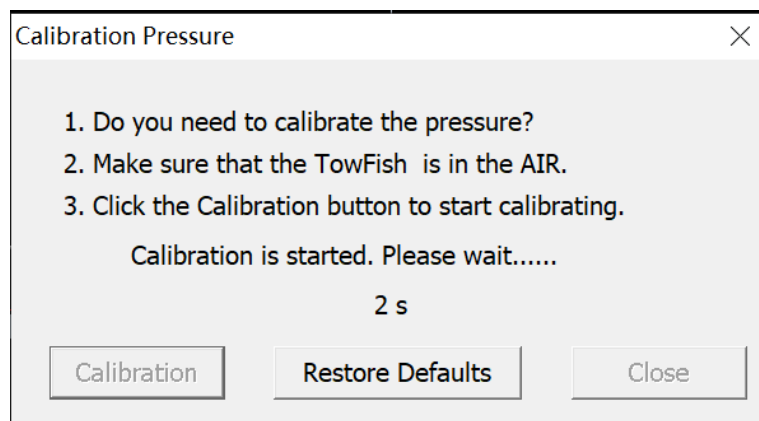 Calibration Pressure
1. Do you need to calibrate the pressure?
2. Make sure that the TowFish  is in the AIR.
3. Click the Calibration button to start calibrating.
Calibration is started. Please wait......
2 s
Calibration Restore Defaults Close